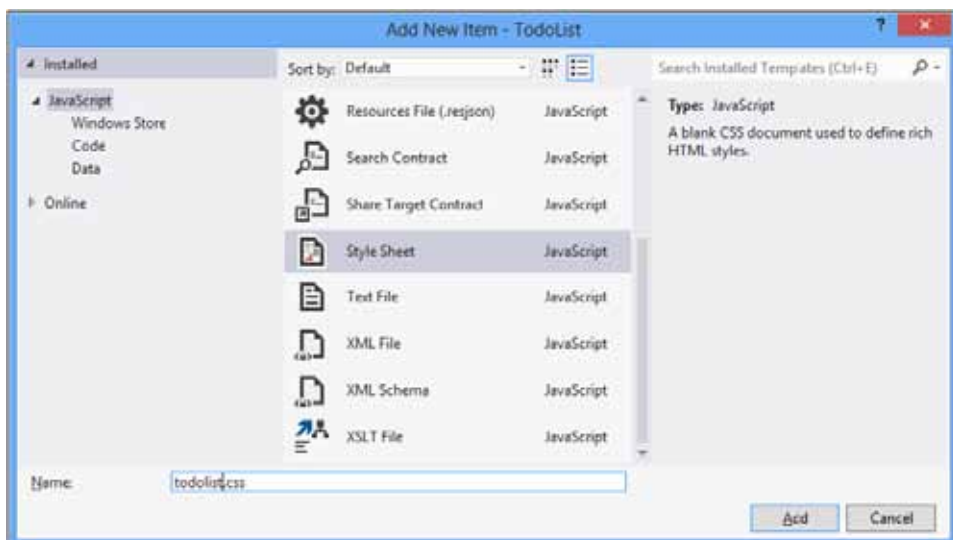 Add New Item - TodoList
?
Installed
Sort by: Default
Search Installed Templates (Ctrl+E)
JavaScript
Windows Store
Code
Data
Online
Resources File (.resjson) JavaScript
Search Contract JavaScript
Share Target Contract JavaScript
Style Sheet JavaScript
Text File JavaScript
XML File JavaScript
XML Schema JavaScript
XSLT File JavaScript
Type: JavaScript
A blank CSS document used to define rich
HTML styles.
Name: todolist.css
Add Cancel